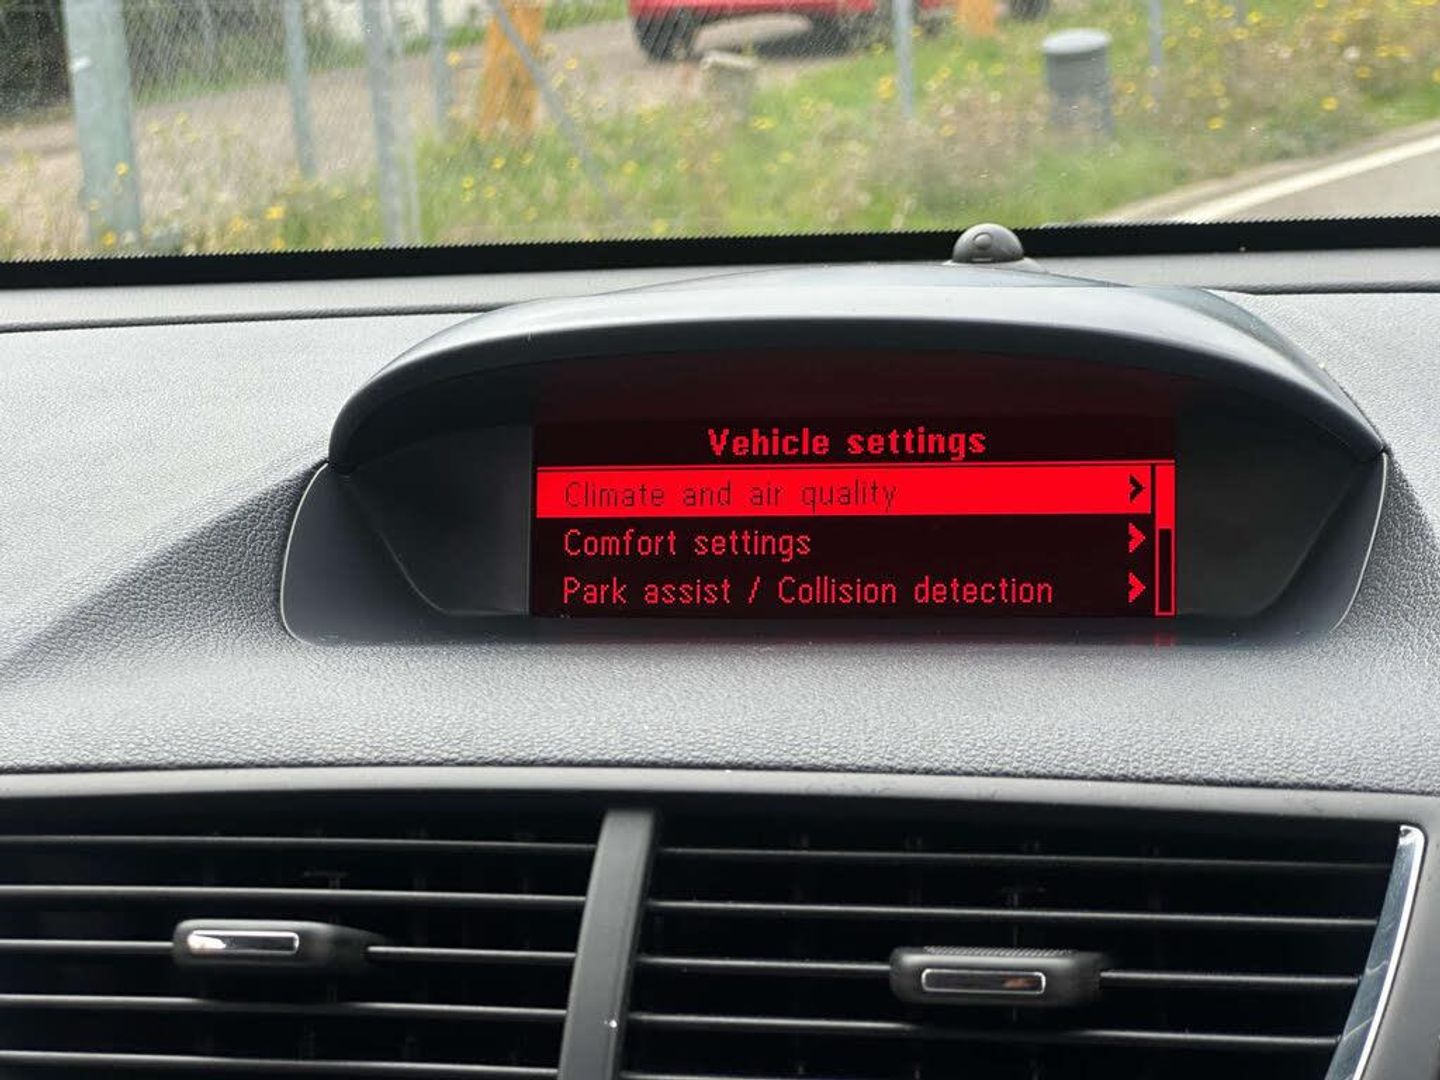 Vehicle settings
Climate and air quality
Comfort settings
Park assist / Collision detection